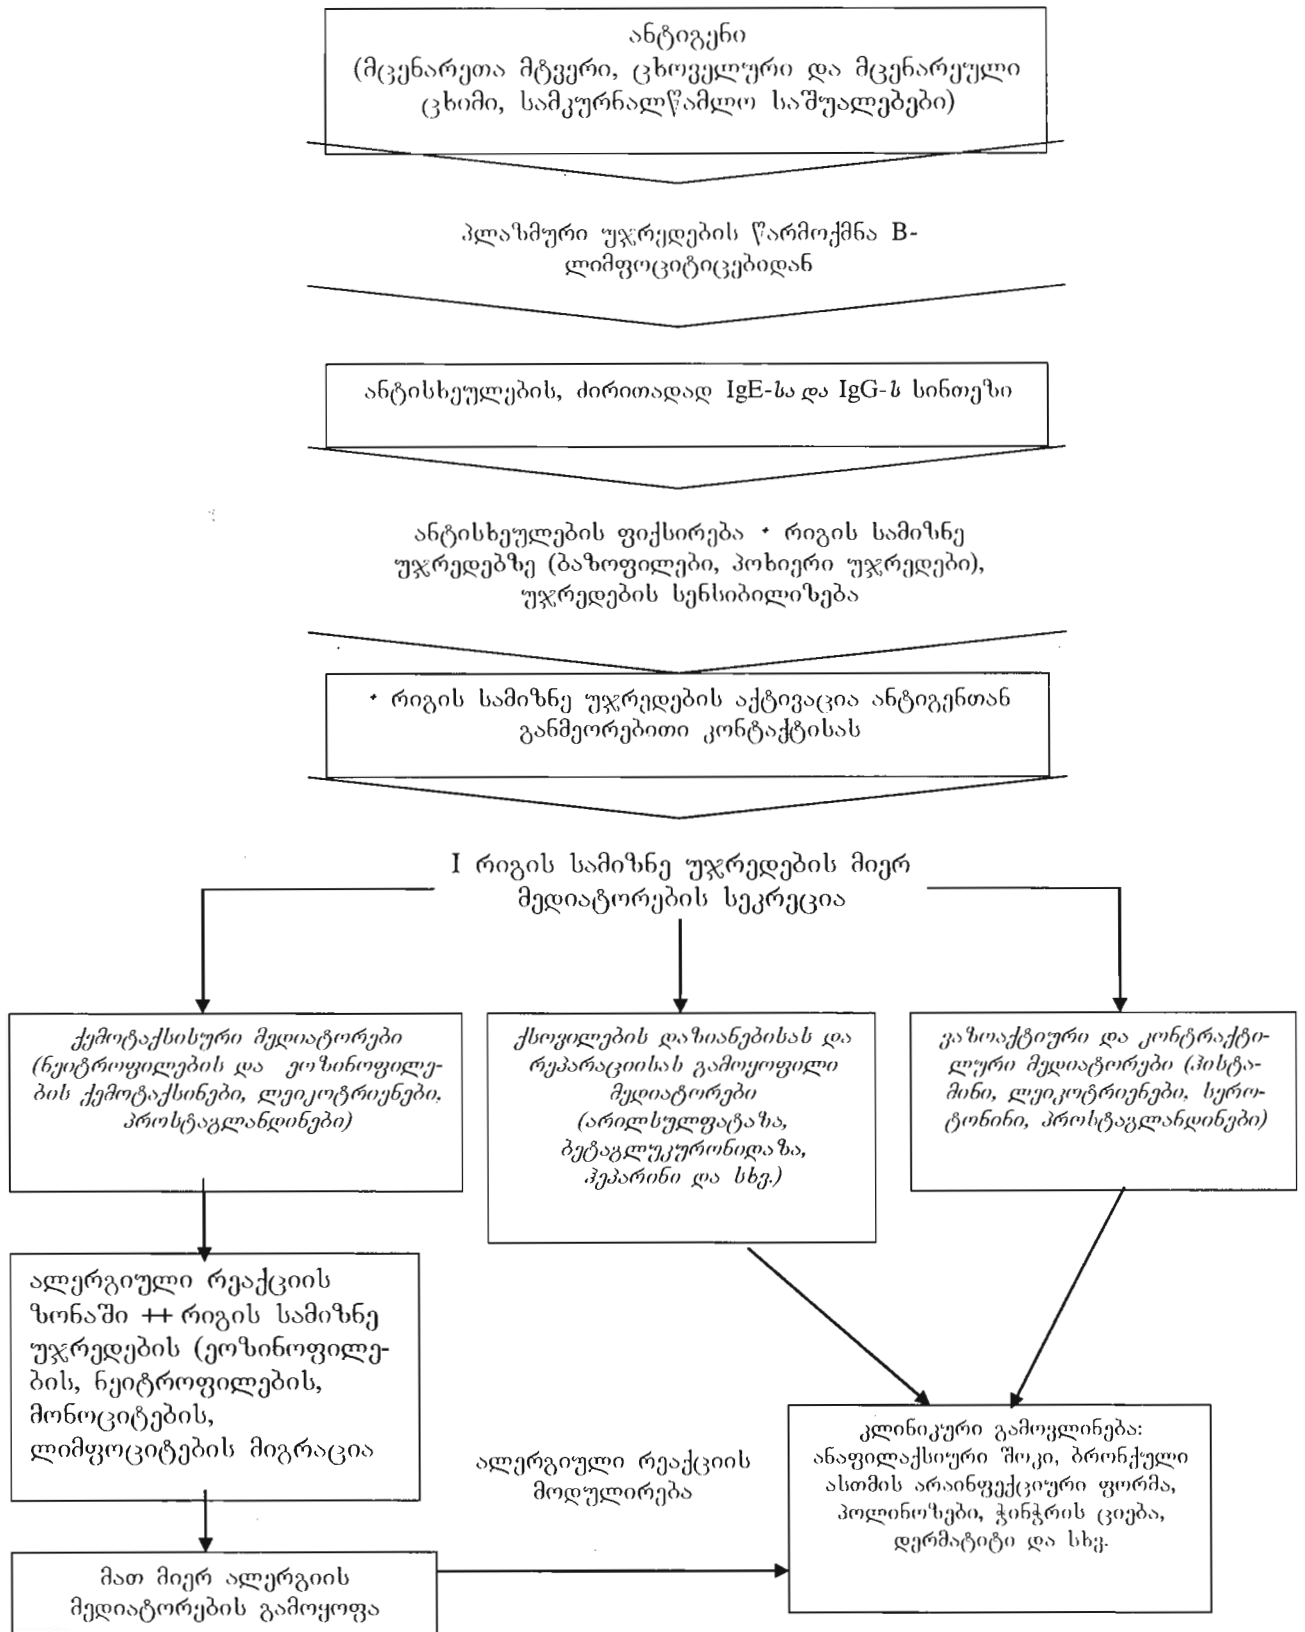 ანტიგენი
(მცენარეთა მტვერი, ცხოველური და მცენარეული
ცხიმი, სამკურნალწამლო საშუალებები)
პლაზმური უჯრედების წარმოქმნა B-
ლიმფოციტიცებიდან
ანტისხეულების, ძირითადად IgE-სა და IgG-ს სინთეზი
ანტისხეულების ფიქსირება + რიგის სამიზნე
უჯრედებზე (ბაზოფილები, პოხიერი უჯრედები),
უჯრედების სენსიბილიზება
+ რიგის სამიზნე უჯრედების აქტივაცია ანტიგენთან
განმეორებითი კონტაქტისას
I რიგის სამიზნე უჯრედების მიერ
მედიატორების სეკრეცია
ქემოტაქსისური მედიატორები
(ნეიტროფილების და ეოზინოფილე-
ბის ქემოტაქსინები, ლეიკოტრიენები,
პროსტაგლანდინები)
ქსოვილების დაზიანებისას და
რეპარაციისას გამოყოფილი
მედიატორები
(არილსულფატაზა,
ბეტაგლუკურონიდაზა,
ჰეპარინი და სხვ.)
ვაზოაქტიური და კონტრაქტი-
ლური მედიატორები (ჰისტა-
მინი, ლეიკოტრიენები, სერო-
ტონინი, პროსტაგლანდინები)
ალერგიული რეაქციის
ზონაში ++ რიგის სამიზნე
უჯრედების (ეოზინოფილე-
ბის, ნეიტროფილების,
მონოციტების,
ლიმფოციტების მიგრაცია
ალერგიული რეაქციის
მოდულირება
კლინიკური გამოვლინება:
ანაფილაქსიური შოკი, ბრონქული
ასთმის არაინფექციური ფორმა,
პოლინოზები, ჭინჭრის ციება,
დერმატიტი და სხვ.
მათ მიერ ალერგიის
მედიატორების გამოყოფა